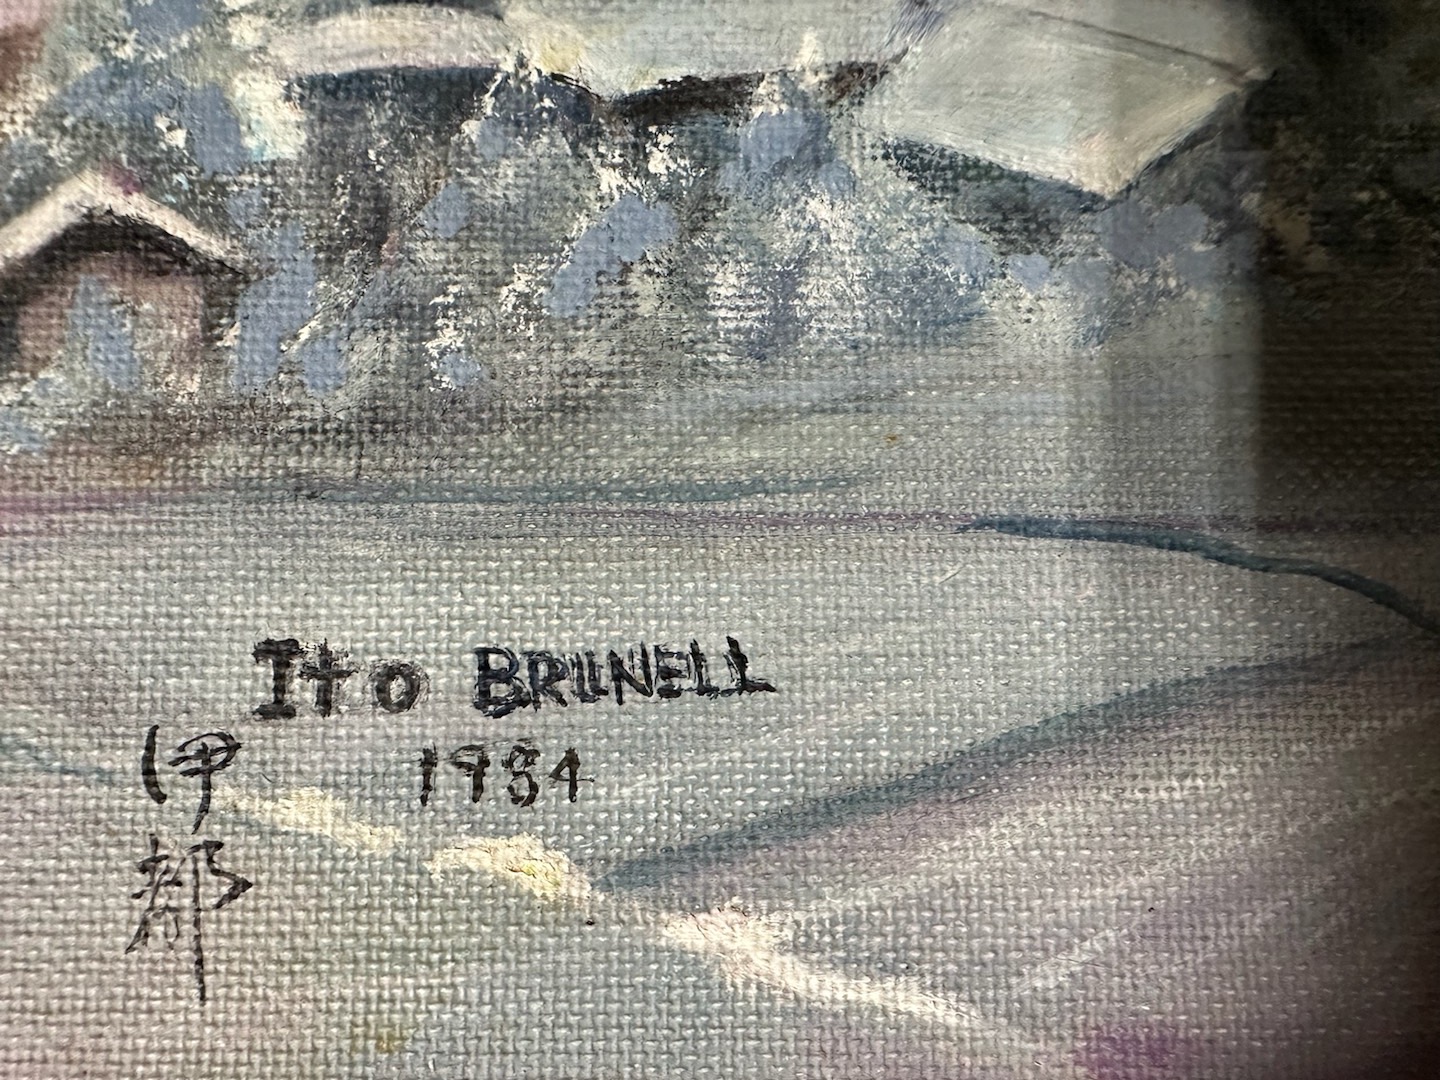 Ito BRUNELL
1984
伊
都